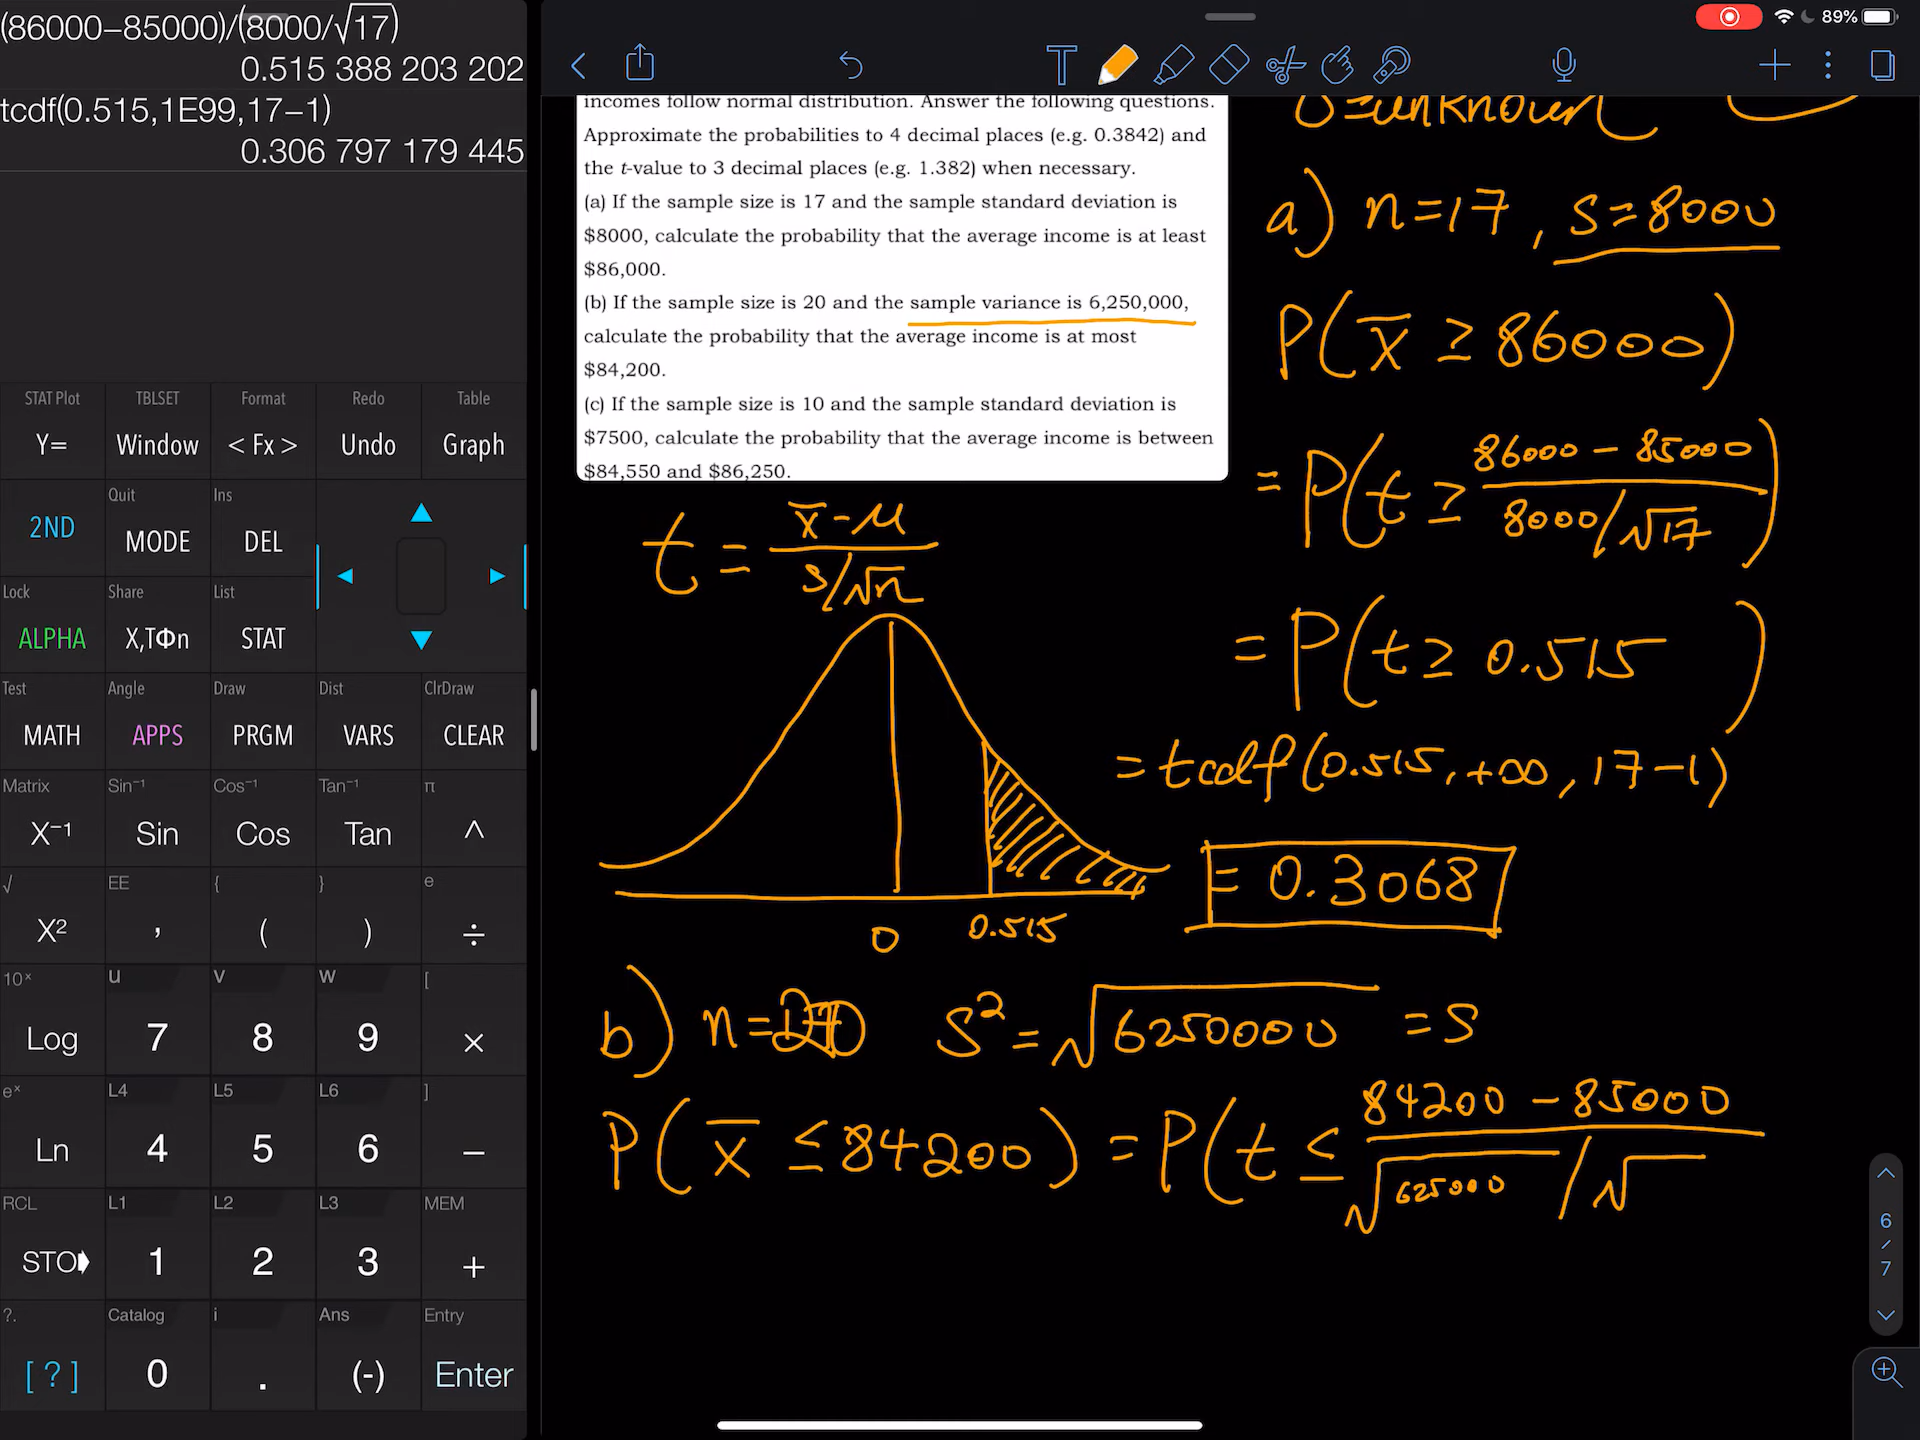 (86000−85000)/(8000/√17)
0.515 388 203 202
tcdf(0.515,1E99,17−1)
0.306 797 179 445
STAT Plot TBLSET Format Redo Table
Y= Window < Fx > Undo Graph
Quit Ins
2ND MODE DEL
Lock Share List
ALPHA X,TΦn STAT
Test Angle Draw Dist ClrDraw
MATH APPS PRGM VARS CLEAR
Matrix Sin⁻¹ Cos⁻¹ Tan⁻¹ π
X⁻¹ Sin Cos Tan ^
√ EE { } e
X² , ( ) ÷
10ˣ u v w [
Log 7 8 9 ×
eˣ L4 L5 L6 ]
Ln 4 5 6 −
RCL L1 L2 L3 MEM
STO 1 2 3 +
?. Catalog i Ans Entry
[ ? ] 0 . (-) Enter
89%
T
incomes follow normal distribution. Answer the following questions.
Approximate the probabilities to 4 decimal places (e.g. 0.3842) and
the t-value to 3 decimal places (e.g. 1.382) when necessary.
(a) If the sample size is 17 and the sample standard deviation is
$8000, calculate the probability that the average income is at least
$86,000.
(b) If the sample size is 20 and the sample variance is 6,250,000,
calculate the probability that the average income is at most
$84,200.
(c) If the sample size is 10 and the sample standard deviation is
$7500, calculate the probability that the average income is between
$84,550 and $86,250.
σ=unknown
a) n=17, s=8000
P(x̄ ≥ 86000)
= P(t ≥ (86000−85000)/(8000/√17))
= P(t ≥ 0.515)
= tcdf(0.515, +∞, 17−1)
= 0.3068
t = (x̄−μ)/(s/√n)
0 0.515
b) n= S² = √6250000 = S
P(x̄ ≤ 84200) = P(t ≤ 84200 − 85000
√625000 / √
6
/
7